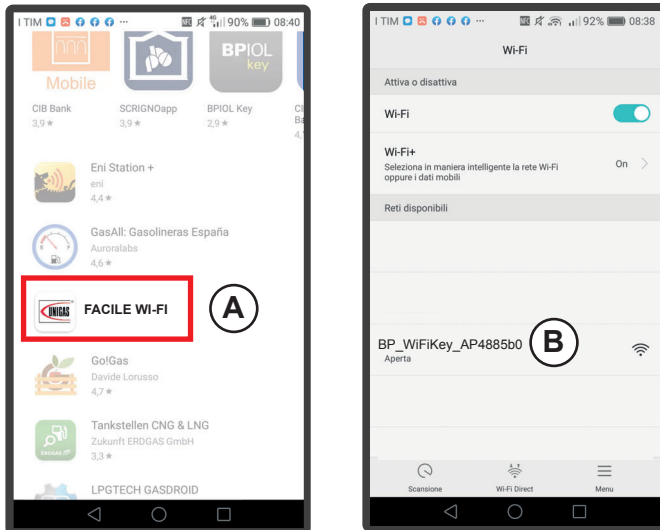 I TIM 90% 08:40
Mobile
BPIOL
key
CIB Bank
3,9 ★
SCRIGNOapp
3,9 ★
BPIOL Key
2,9 ★
Eni Station +
eni
4,4 ★
GasAll: Gasolineras España
Auroralabs
4,6 ★
UNIGAS
FACILE WI-FI
A
Go!Gas
Davide Lorusso
4,7 ★
Tankstellen CNG & LNG
Zukunft ERDGAS GmbH
3,3 ★
LPGTECH GASDROID
I TIM 92% 08:38
Wi-Fi
Attiva o disattiva
Wi-Fi
Wi-Fi+
Seleziona in maniera intelligente la rete Wi-Fi
oppure i dati mobili
On
Reti disponibili
BP_WiFiKey_AP4885b0
Aperta
B
Scansione
Wi-Fi Direct
Menu